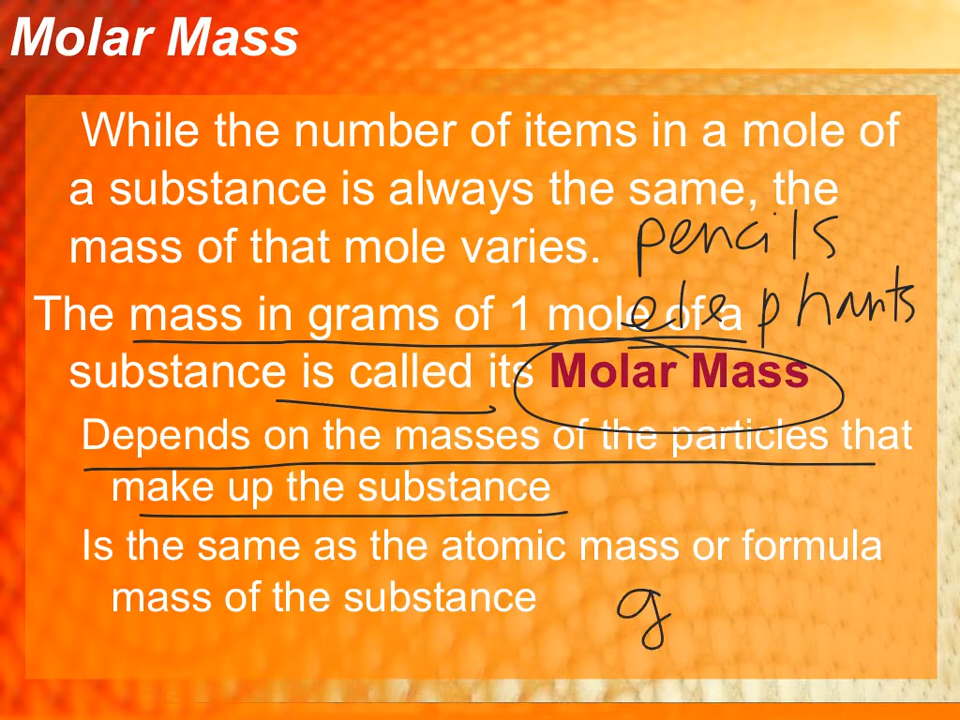 Molar Mass
While the number of items in a mole of
a substance is always the same, the
mass of that mole varies.
pencils
elephants
The mass in grams of 1 mole of a
substance is called its Molar Mass
Depends on the masses of the particles that
make up the substance
Is the same as the atomic mass or formula
mass of the substance
g